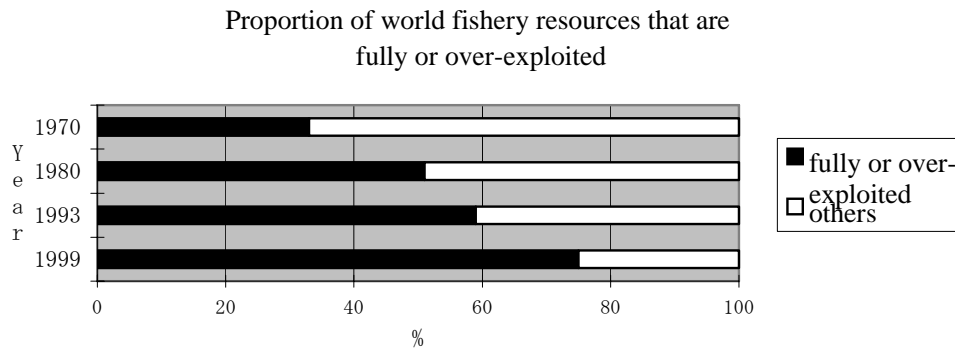 Proportion of world fishery resources that are
fully or over-exploited
Year
1970
1980
1993
1999
0 20 40 60 80 100
%
fully or over-
exploited
others